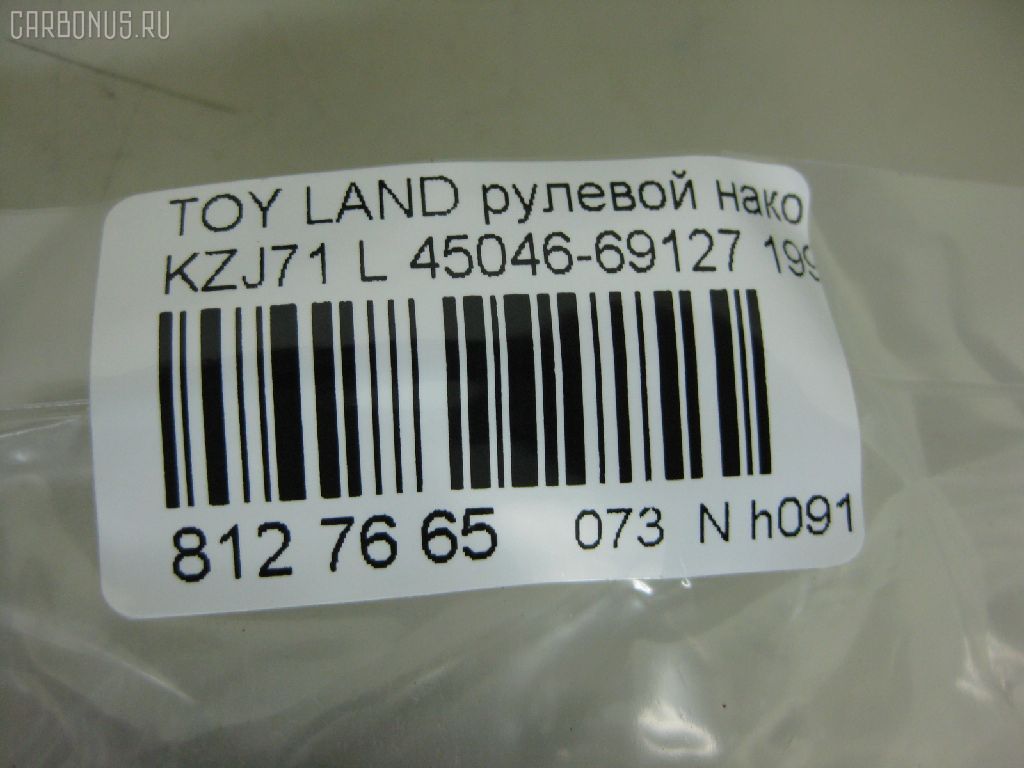 CARBONUS.RU
TOY LAND рулевой нако
KZJ71 L 45046-69127 199
812 76 65 073 N h091